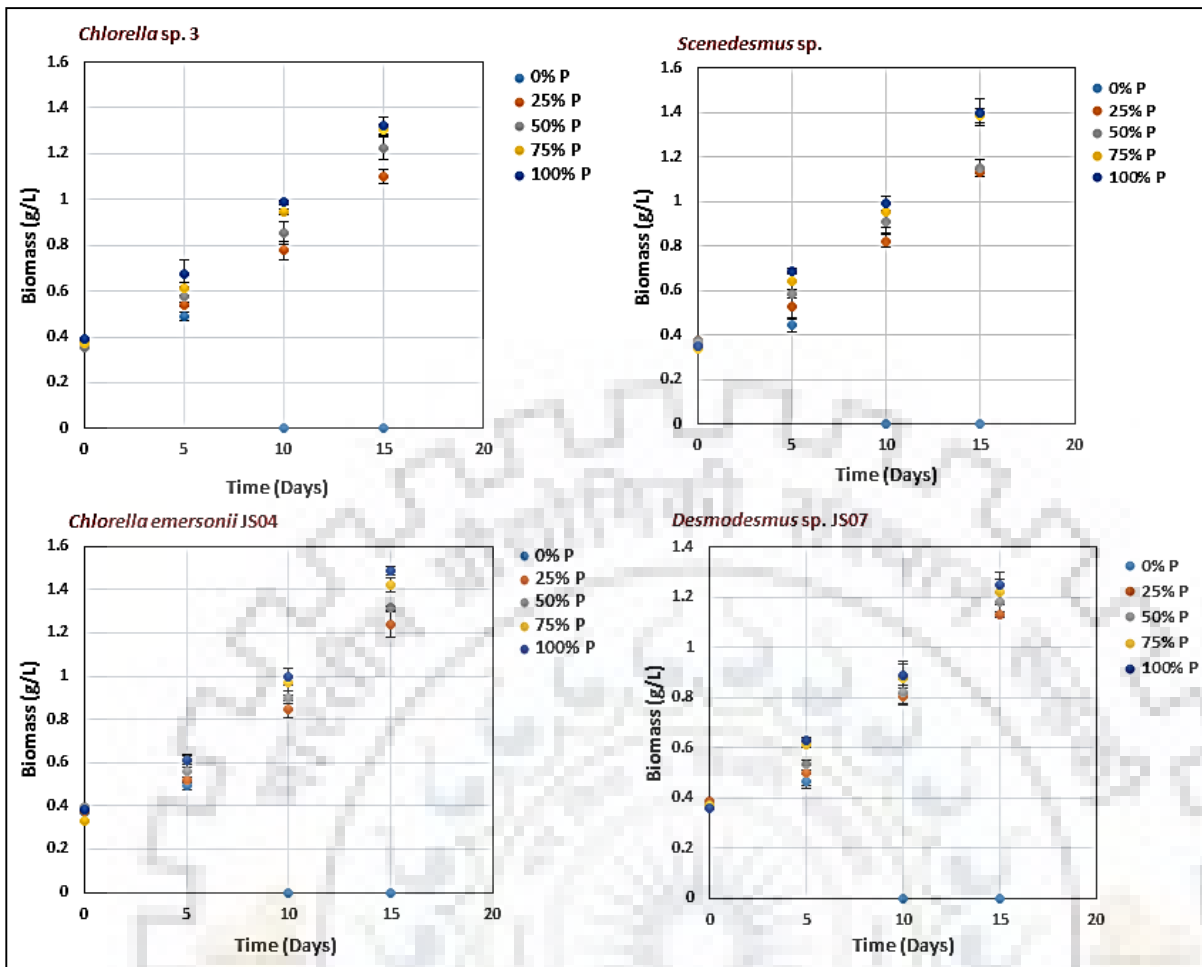 Chlorella sp. 3
1.6
1.4
1.2
1
0.8
0.6
0.4
0.2
0
0
5
10
15
20
Biomass (g/L)
Time (Days)
0% P
25% P
50% P
75% P
100% P
Scenedesmus sp.
1.6
1.4
1.2
1
0.8
0.6
0.4
0.2
0
0
5
10
15
20
Biomass (g/L)
Time (Days)
0% P
25% P
50% P
75% P
100% P
Chlorella emersonii JS04
1.6
1.4
1.2
1
0.8
0.6
0.4
0.2
0
0
5
10
15
20
Biomass (g/L)
Time (Days)
0% P
25% P
50% P
75% P
100% P
Desmodesmus sp. JS07
1.4
1.2
1
0.8
0.6
0.4
0.2
0
0
5
10
15
20
Biomass (g/L)
Time (Days)
0% P
25% P
50% P
75% P
100% P